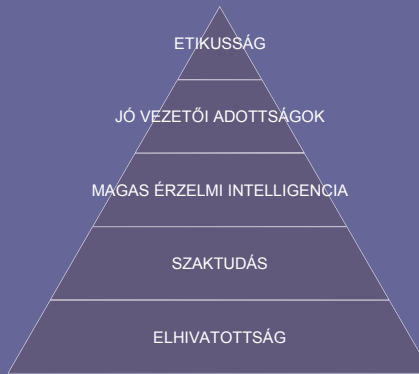 ETIKUSSÁG
JÓ VEZETŐI ADOTTSÁGOK
MAGAS ÉRZELMI INTELLIGENCIA
SZAKTUDÁS
ELHIVATOTTSÁG